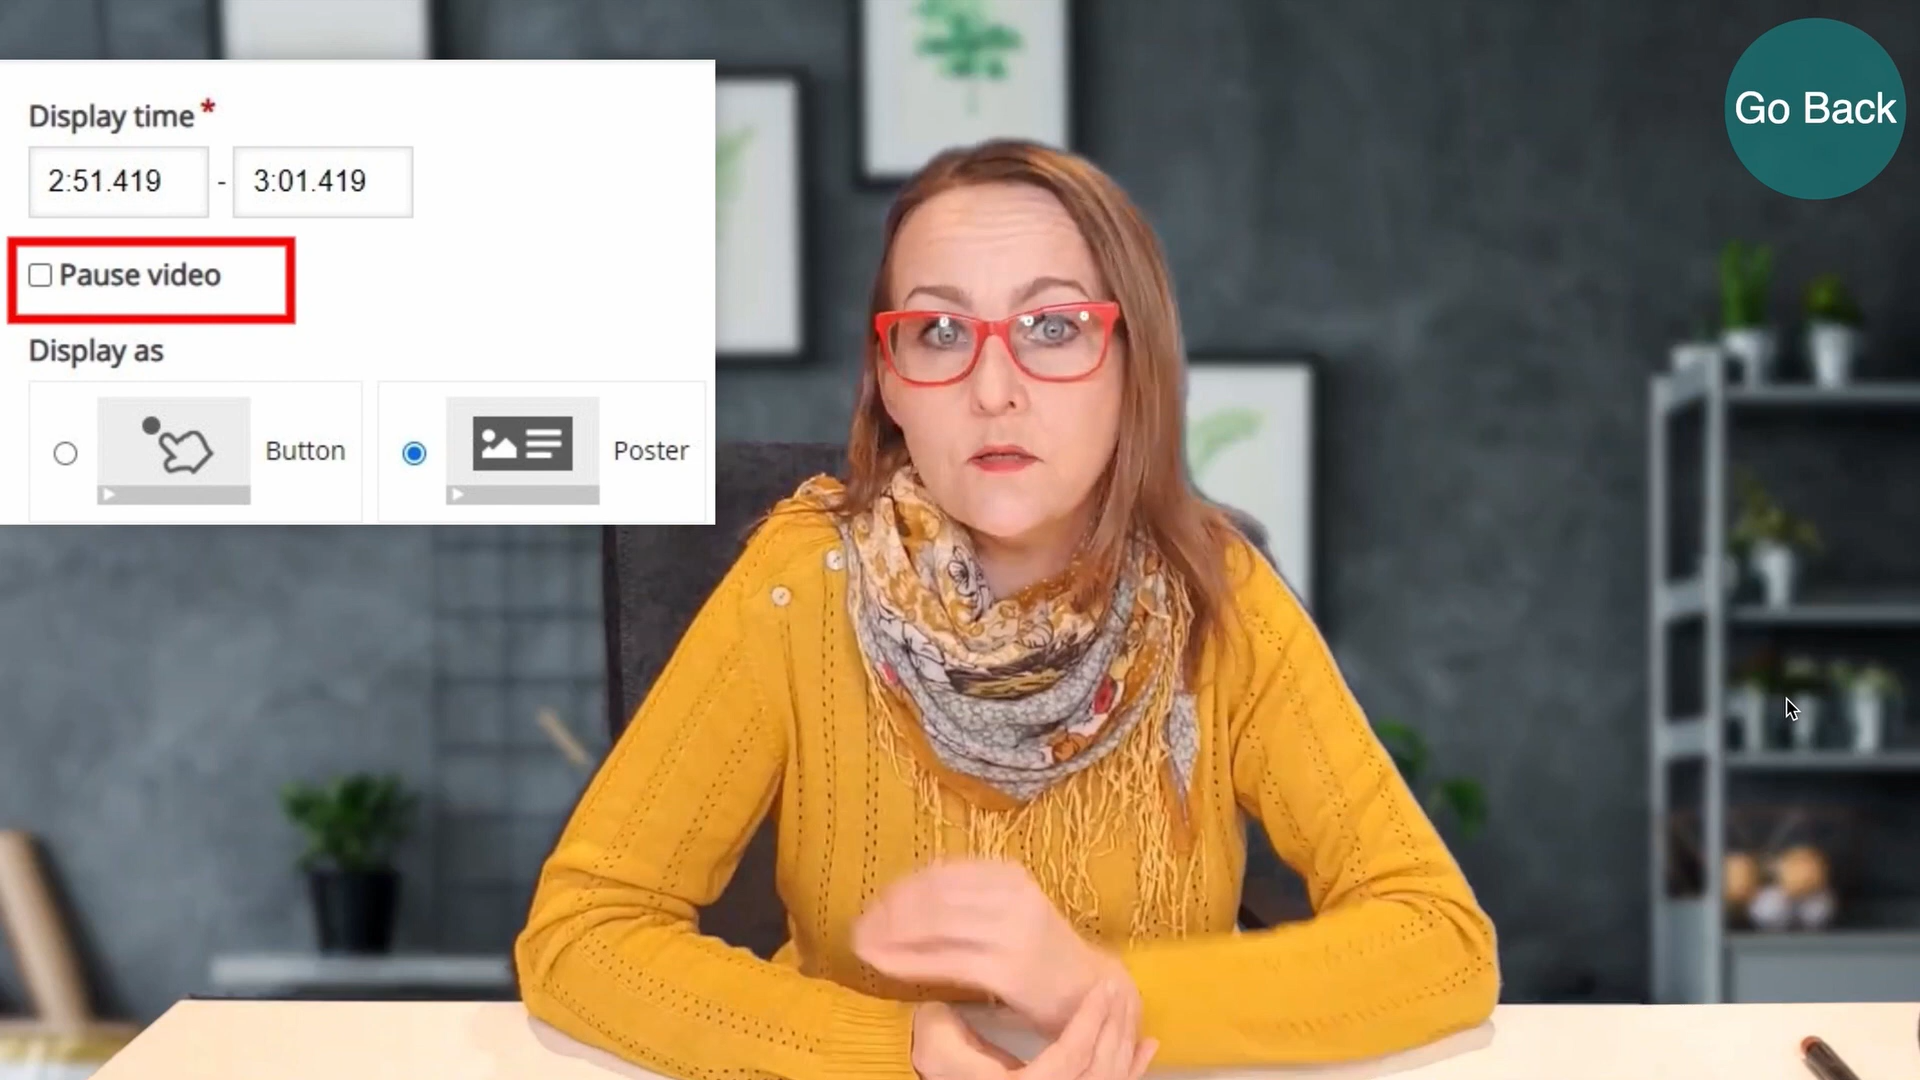 Display time *
2:51.419 - 3:01.419
Pause video
Display as
Button
Poster
Go Back